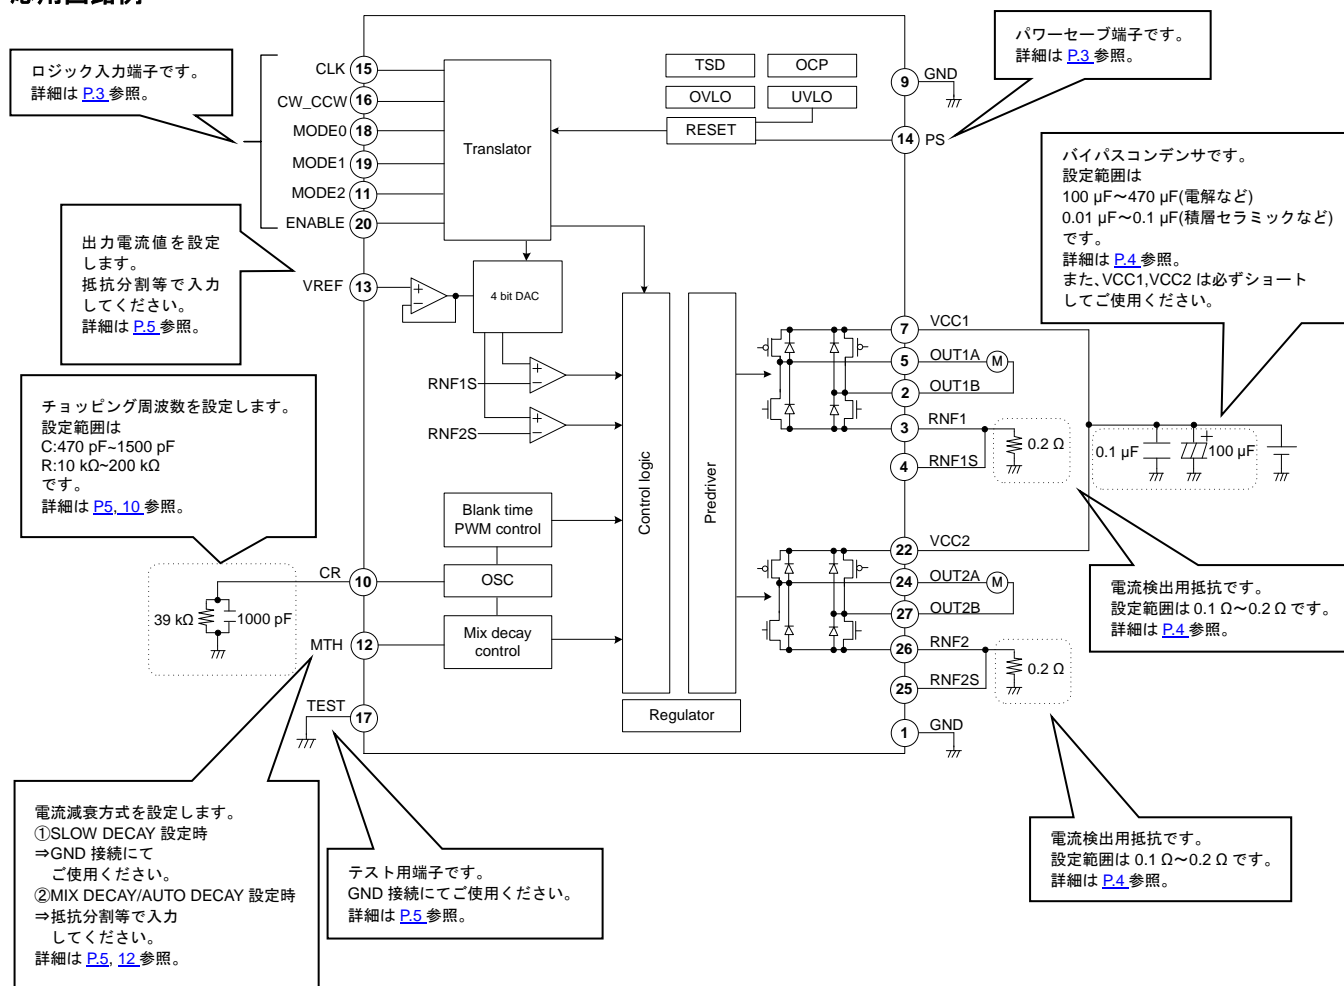 応用回路例
ロジック入力端子です。
詳細は P.3 参照。
CLK 15
CW_CCW 16
MODE0 18
MODE1 19
MODE2 11
ENABLE 20
Translator
TSD
OCP
OVLO
UVLO
RESET
9 GND
14 PS
パワーセーブ端子です。
詳細は P.3 参照。
バイパスコンデンサです。
設定範囲は
100 µF～470 µF(電解など)
0.01 µF～0.1 µF(積層セラミックなど)
です。
詳細は P.4 参照。
また、VCC1,VCC2 は必ずショート
してご使用ください。
出力電流値を設定
します。
抵抗分割等で入力
してください。
詳細は P.5 参照。
VREF 13
+
−
4 bit DAC
RNF1S
+
−
RNF2S
+
−
チョッピング周波数を設定します。
設定範囲は
C:470 pF~1500 pF
R:10 kΩ~200 kΩ
です。
詳細は P5, 10 参照。
Blank time
PWM control
OSC
Mix decay
control
Control logic
Predriver
Regulator
CR 10
39 kΩ
1000 pF
MTH 12
TEST 17
7 VCC1
5 OUT1A
M
2 OUT1B
3 RNF1
4 RNF1S
0.2 Ω
0.1 µF
+
100 µF
22 VCC2
24 OUT2A
M
27 OUT2B
26 RNF2
25 RNF2S
0.2 Ω
1 GND
電流検出用抵抗です。
設定範囲は 0.1 Ω～0.2 Ω です。
詳細は P.4 参照。
電流減衰方式を設定します。
①SLOW DECAY 設定時
⇒GND 接続にて
ご使用ください。
②MIX DECAY/AUTO DECAY 設定時
⇒抵抗分割等で入力
してください。
詳細は P.5, 12 参照。
テスト用端子です。
GND 接続にてご使用ください。
詳細は P.5 参照。
電流検出用抵抗です。
設定範囲は 0.1 Ω～0.2 Ω です。
詳細は P.4 参照。